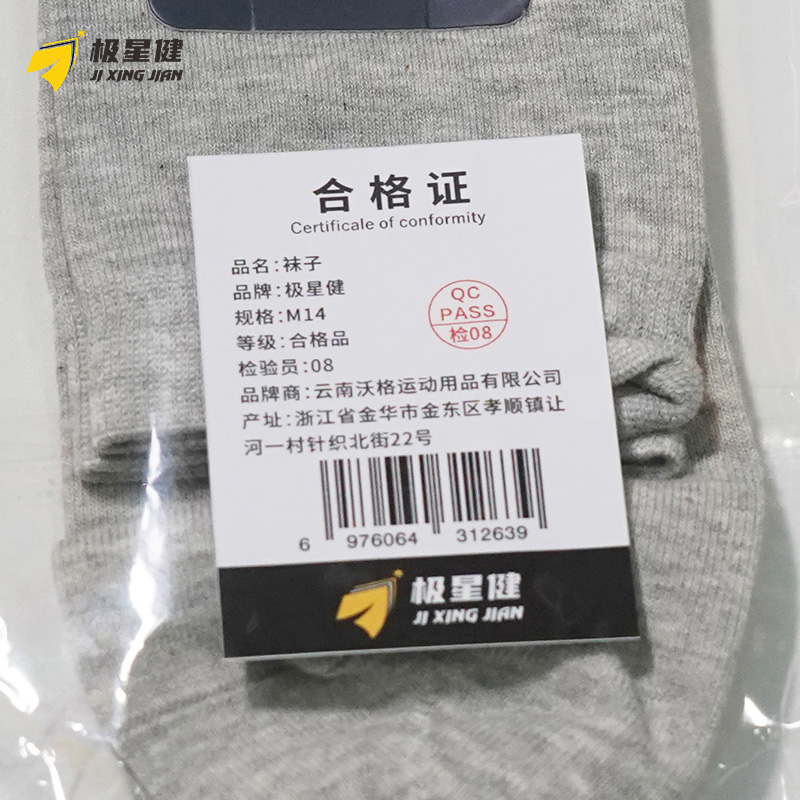 极星健
JI XING JIAN
合格证
Certificale of conformity
品名:袜子
品牌:极星健
规格:M14
等级:合格品
检验员:08
QC
PASS
检08
品牌商:云南沃格运动用品有限公司
产址:浙江省金华市金东区孝顺镇让
河一村针织北街22号
6 976064 312639
极星健
JI XING JIAN